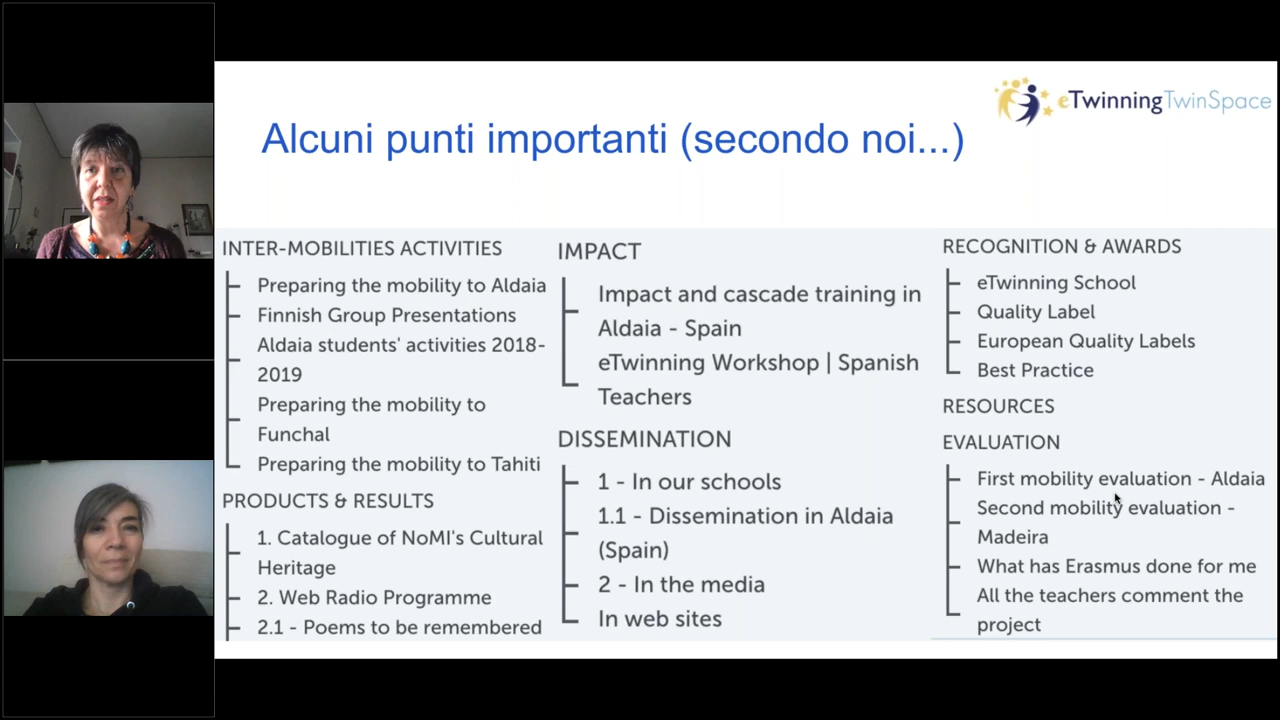 eTwinningTwinSpace
Alcuni punti importanti (secondo noi...)
INTER-MOBILITIES ACTIVITIES
Preparing the mobility to Aldaia
Finnish Group Presentations
Aldaia students' activities 2018-
2019
Preparing the mobility to
Funchal
Preparing the mobility to Tahiti
PRODUCTS & RESULTS
1. Catalogue of NoMI's Cultural
Heritage
2. Web Radio Programme
2.1 - Poems to be remembered
IMPACT
Impact and cascade training in
Aldaia - Spain
eTwinning Workshop | Spanish
Teachers
DISSEMINATION
1 - In our schools
1.1 - Dissemination in Aldaia
(Spain)
2 - In the media
In web sites
RECOGNITION & AWARDS
eTwinning School
Quality Label
European Quality Labels
Best Practice
RESOURCES
EVALUATION
First mobility evaluation - Aldaia
Second mobility evaluation -
Madeira
What has Erasmus done for me
All the teachers comment the
project